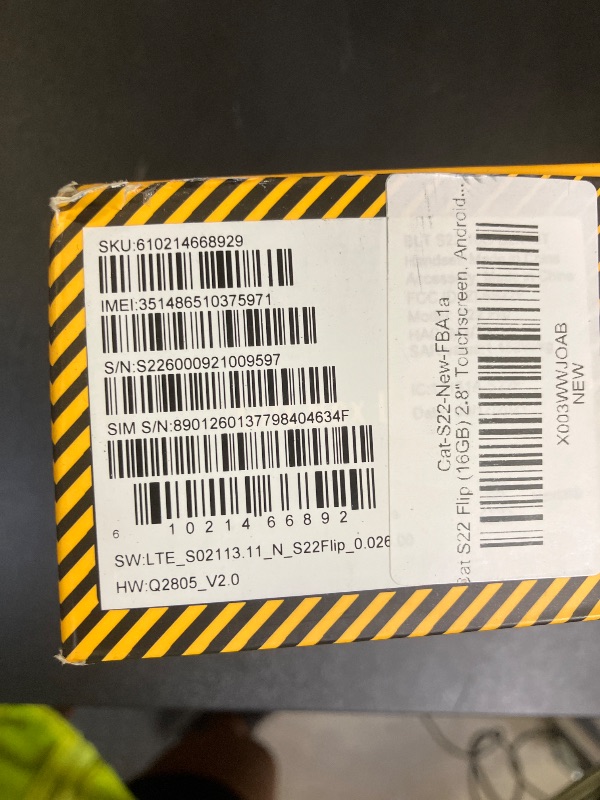 SKU:610214668929
IMEI:351486510375971
S/N:S226000921009597
SIM S/N:8901260137798404634F
6 10214 66892
SW:LTE_S02113.11_N_S22Flip_0.026
HW:Q2805_V2.0
Cat-S22-New-FBA1a
Cat S22 Flip (16GB) 2.8" Touchscreen, Android...
X003WWJOAB
NEW